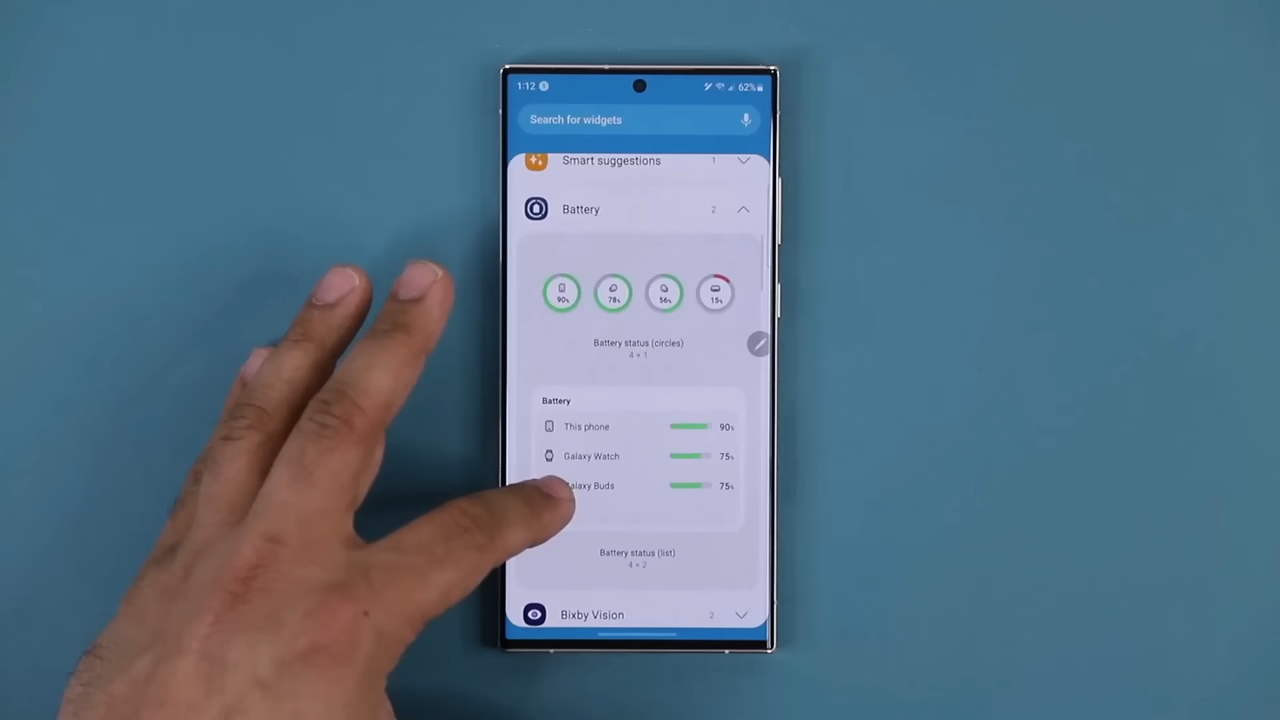 1:12
62%
Search for widgets
Smart suggestions 1
Battery 2
90%
78%
56%
15%
Battery status (circles)
4 × 1
Battery
This phone 90%
Galaxy Watch 75%
Buds 75%
Battery status (list)
4 × 2
Bixby Vision 2